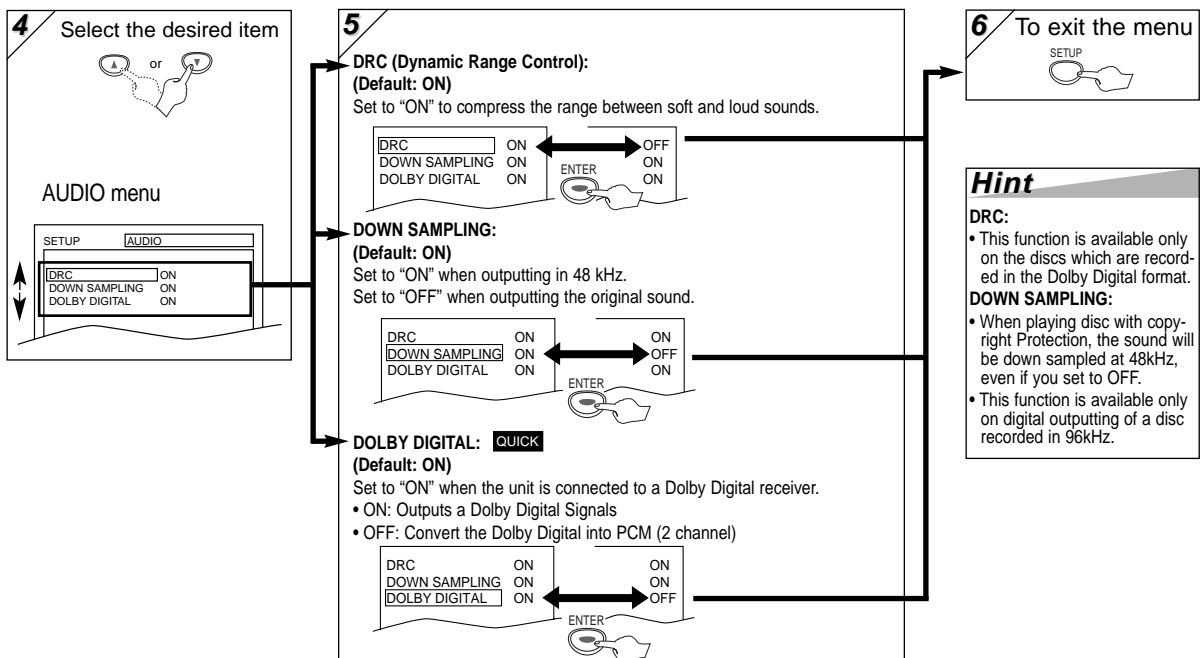 4 Select the desired item
▲ or ▼
AUDIO menu
SETUP AUDIO
DRC ON
DOWN SAMPLING ON
DOLBY DIGITAL ON
5
DRC (Dynamic Range Control):
(Default: ON)
Set to “ON” to compress the range between soft and loud sounds.
DRC ON OFF
DOWN SAMPLING ON ON
DOLBY DIGITAL ON ON
ENTER
DOWN SAMPLING:
(Default: ON)
Set to “ON” when outputting in 48 kHz.
Set to “OFF” when outputting the original sound.
DRC ON ON
DOWN SAMPLING ON OFF
DOLBY DIGITAL ON ON
ENTER
DOLBY DIGITAL: QUICK
(Default: ON)
Set to “ON” when the unit is connected to a Dolby Digital receiver.
• ON: Outputs a Dolby Digital Signals
• OFF: Convert the Dolby Digital into PCM (2 channel)
DRC ON ON
DOWN SAMPLING ON ON
DOLBY DIGITAL ON OFF
ENTER
6 To exit the menu
SETUP
Hint
DRC:
• This function is available only
on the discs which are record-
ed in the Dolby Digital format.
DOWN SAMPLING:
• When playing disc with copy-
right Protection, the sound will
be down sampled at 48kHz,
even if you set to OFF.
• This function is available only
on digital outputting of a disc
recorded in 96kHz.